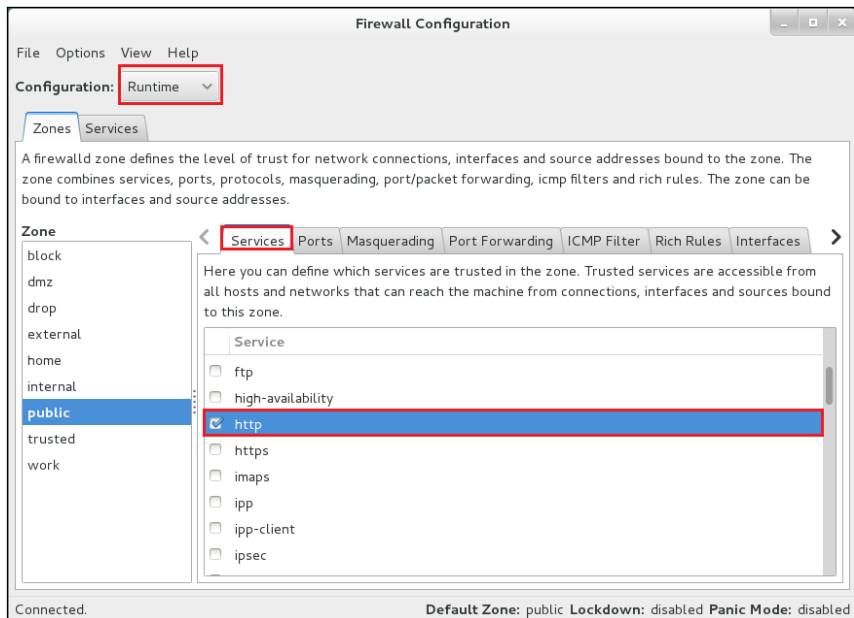 Firewall Configuration
File Options View Help
Configuration: Runtime
Zones Services
A firewalld zone defines the level of trust for network connections, interfaces and source addresses bound to the zone. The
zone combines services, ports, protocols, masquerading, port/packet forwarding, icmp filters and rich rules. The zone can be
bound to interfaces and source addresses.
Zone
block
dmz
drop
external
home
internal
public
trusted
work
Services Ports Masquerading Port Forwarding ICMP Filter Rich Rules Interfaces
Here you can define which services are trusted in the zone. Trusted services are accessible from
all hosts and networks that can reach the machine from connections, interfaces and sources bound
to this zone.
Service
ftp
high-availability
http
https
imaps
ipp
ipp-client
ipsec
Connected.
Default Zone: public Lockdown: disabled Panic Mode: disabled